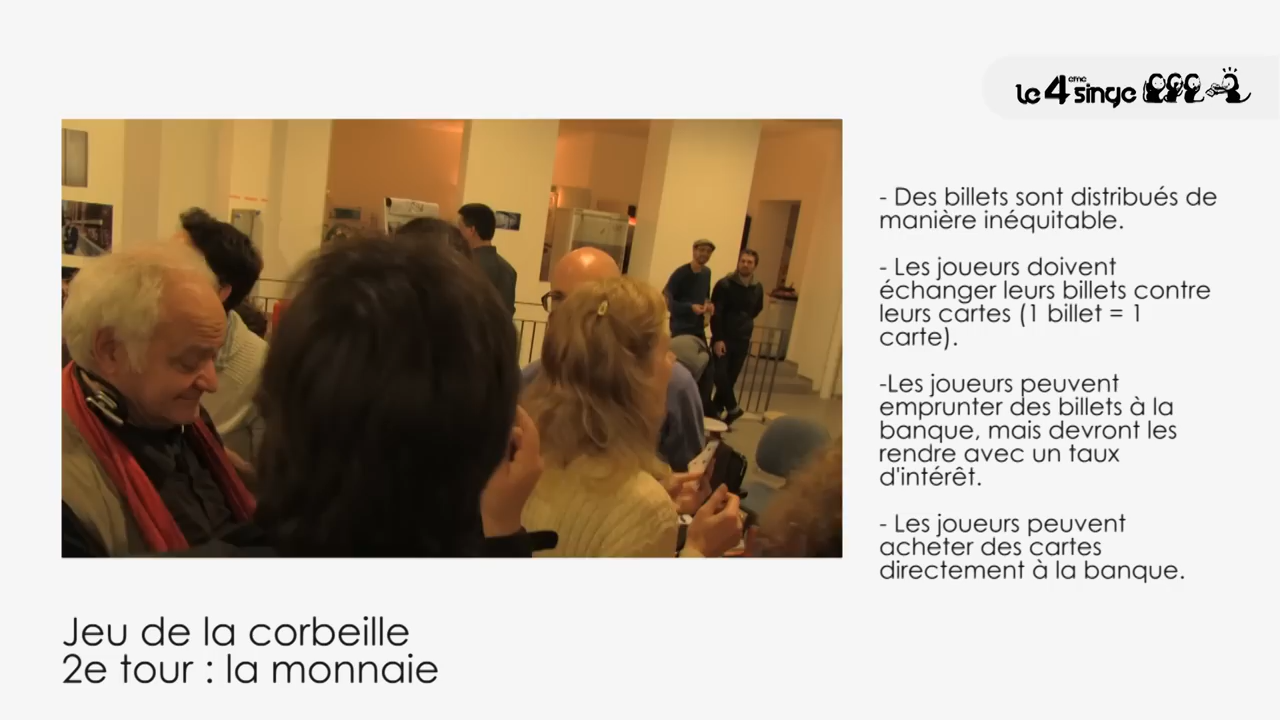 le 4eme singe
- Des billets sont distribués de
manière inéquitable.
- Les joueurs doivent
échanger leurs billets contre
leurs cartes (1 billet = 1
carte).
-Les joueurs peuvent
emprunter des billets à la
banque, mais devront les
rendre avec un taux
d'intérêt.
- Les joueurs peuvent
acheter des cartes
directement à la banque.
Jeu de la corbeille
2e tour : la monnaie